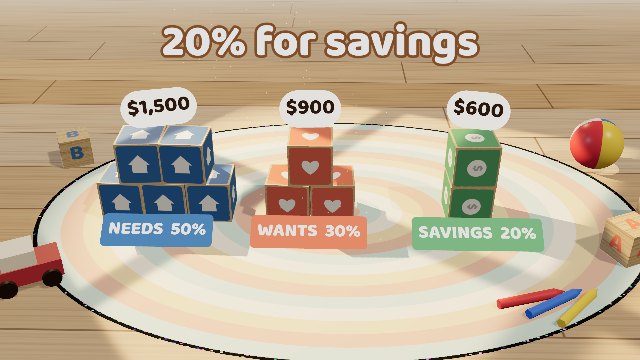 20% for savings
$1,500
$900
$600
NEEDS 50%
WANTS 30%
SAVINGS 20%
B
A